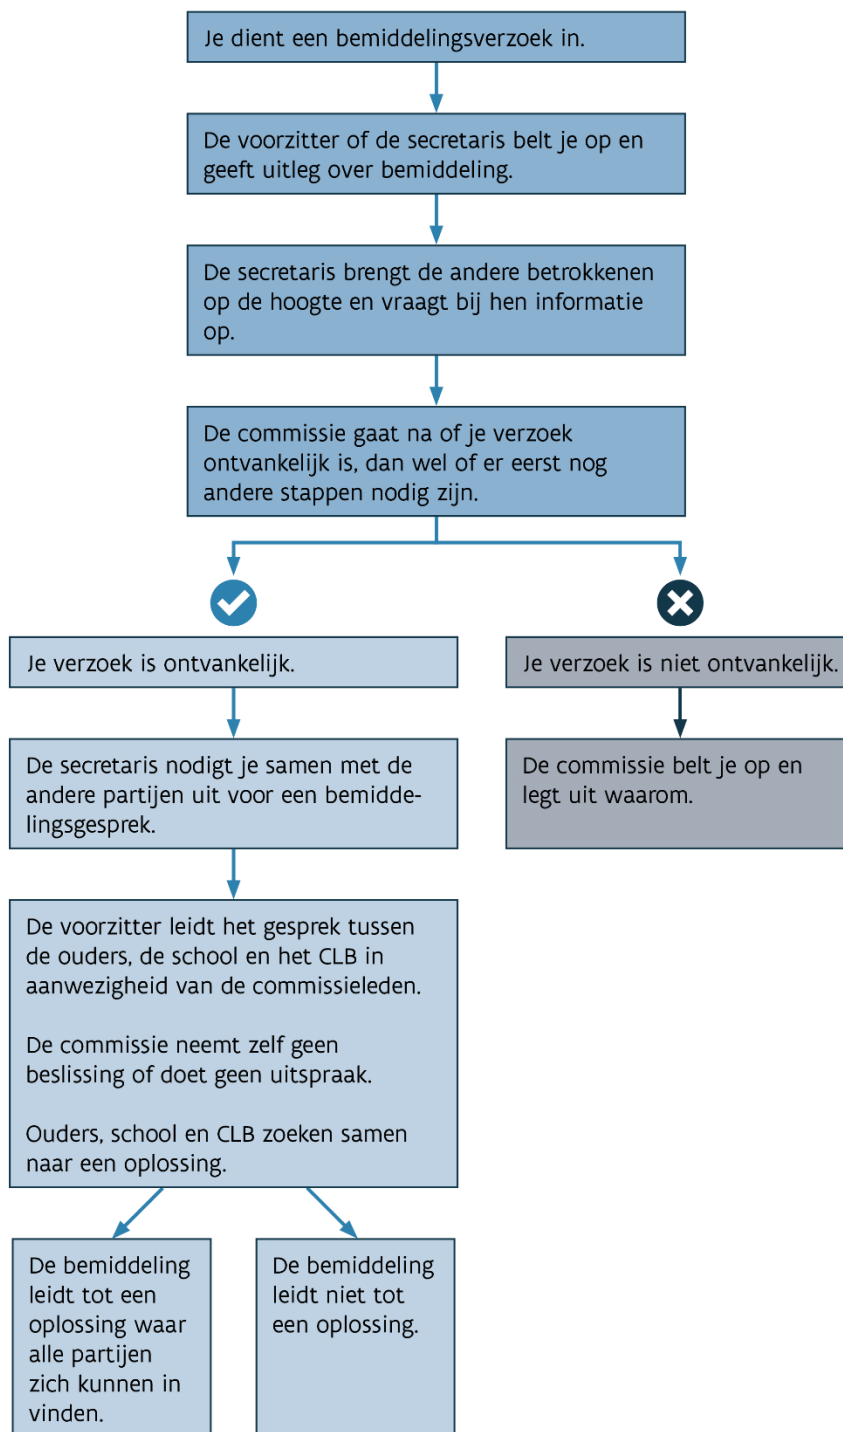 Je dient een bemiddelingsverzoek in.
De voorzitter of de secretaris belt je op en
geeft uitleg over bemiddeling.
De secretaris brengt de andere betrokkenen
op de hoogte en vraagt bij hen informatie
op.
De commissie gaat na of je verzoek
ontvankelijk is, dan wel of er eerst nog
andere stappen nodig zijn.
Je verzoek is ontvankelijk.
De secretaris nodigt je samen met de
andere partijen uit voor een bemidde-
lingsgesprek.
De voorzitter leidt het gesprek tussen
de ouders, de school en het CLB in
aanwezigheid van de commissieleden.
De commissie neemt zelf geen
beslissing of doet geen uitspraak.
Ouders, school en CLB zoeken samen
naar een oplossing.
De bemiddeling
leidt tot een
oplossing waar
alle partijen
zich kunnen in
vinden.
De bemiddeling
leidt niet tot
een oplossing.
Je verzoek is niet ontvankelijk.
De commissie belt je op en
legt uit waarom.